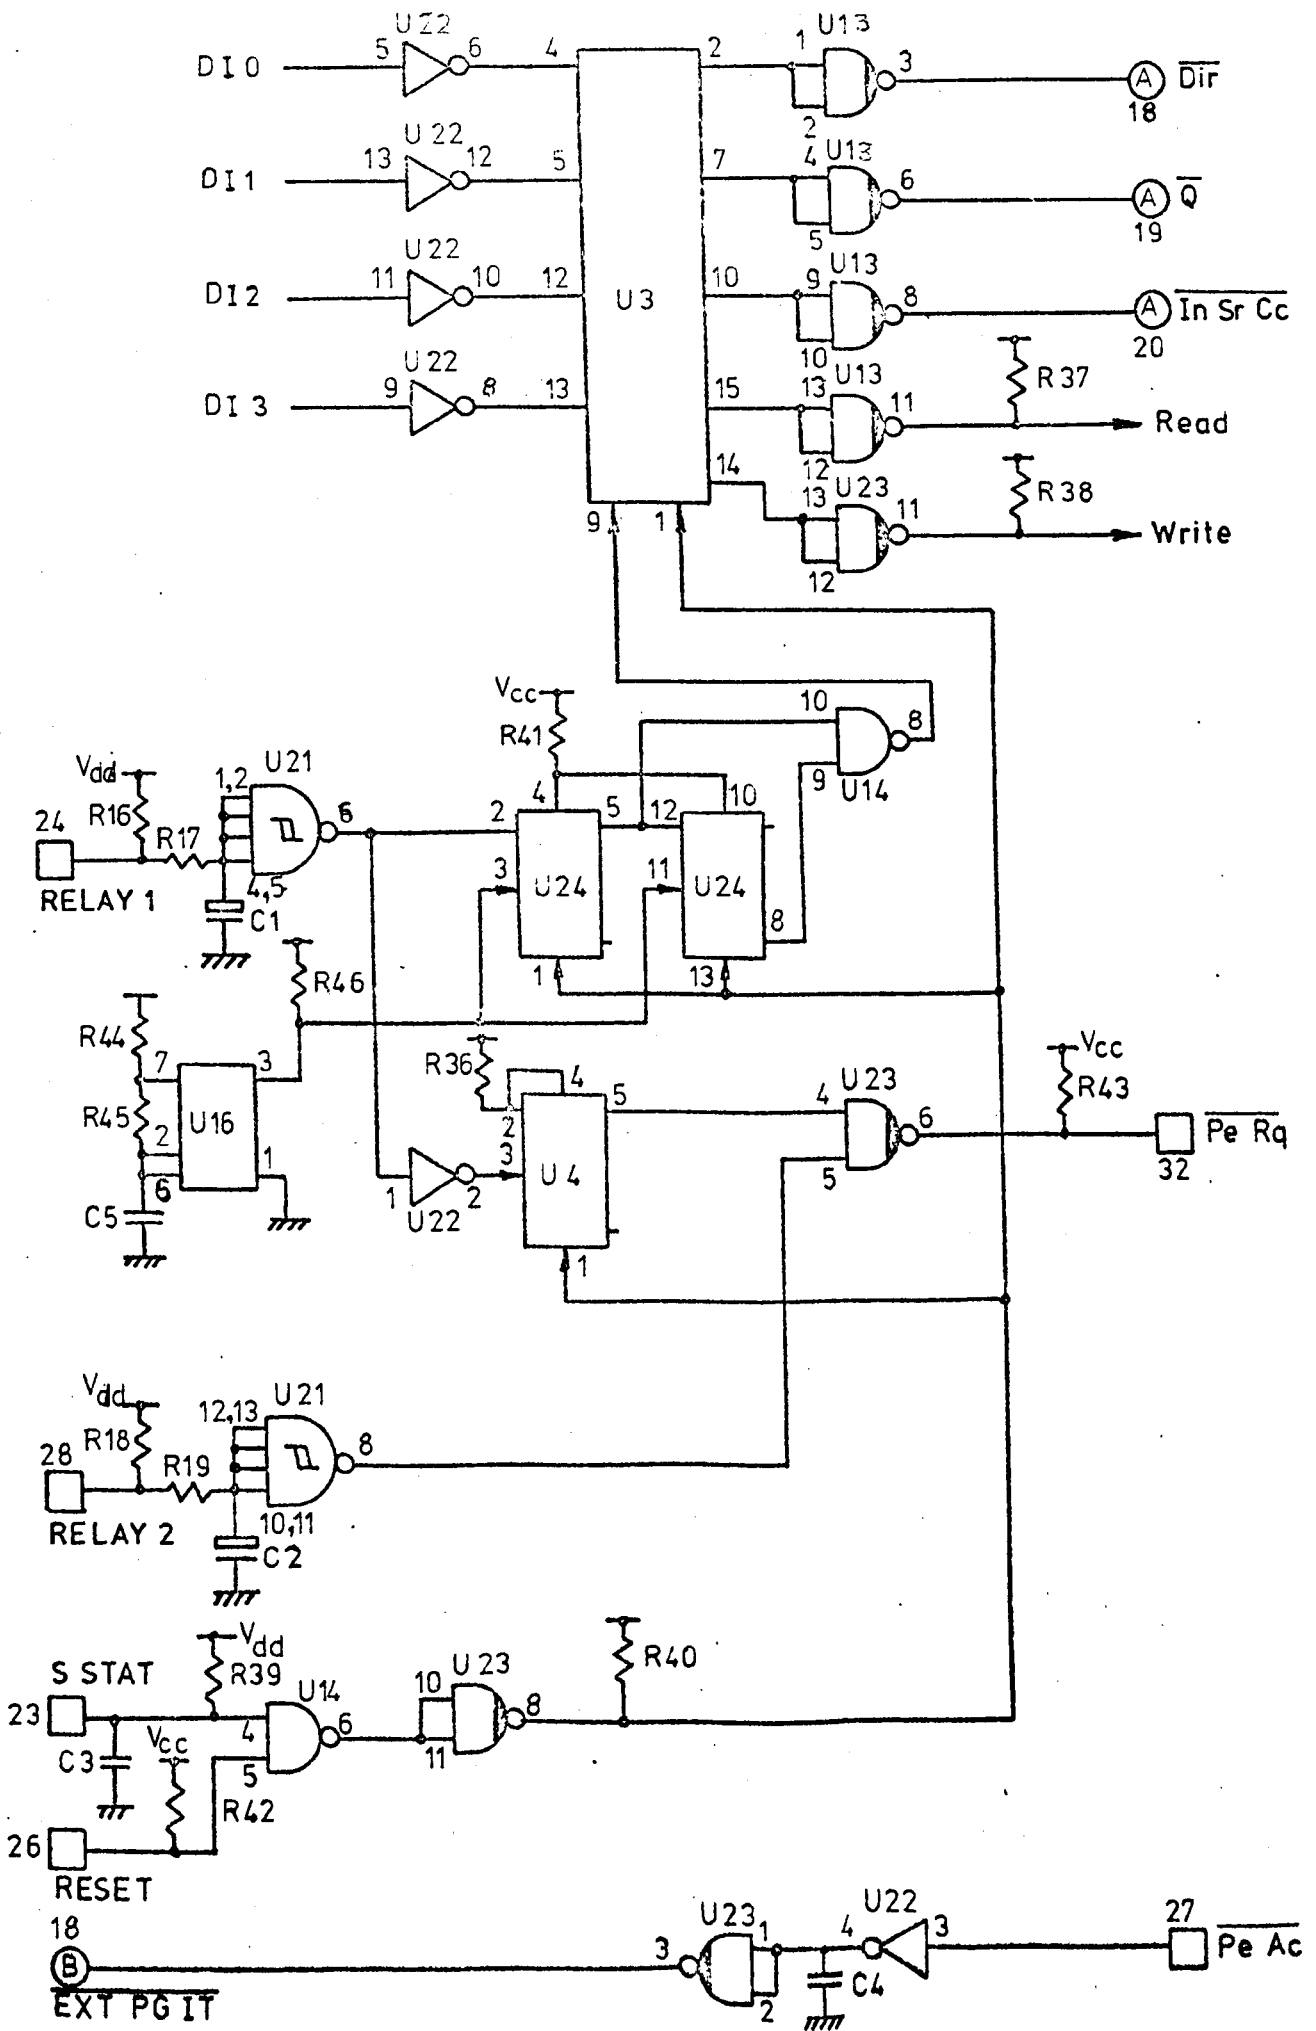 U22 U13
DI0 5 6 4 2 1 3 A Dir
2 18
U22 U13
DI1 13 12 5 7 4 6 A Q
5 19
U22 U13
DI2 11 10 12 U3 10 9 8 A In Sr Cc
10 20
U22 U13 R37
DI3 9 8 13 15 13 11 Read
12
14 13 U23 11 R38
9 1 Write
12
Vcc 10 8
R41
9 U14
Vdd U21
R16 1,2 6 4 5 12 10
24 R17 2
RELAY 1 4,5 3 U24 11 U24 8
C1
1 13
R46
R44
7 3 R36 4 Vcc
R45 U16 2 5 4 U23 R43
2 1 3 U4 6 Pe Rq
6 1 U22 2 5 32
C5
1
Vdd U21
R18 12,13 8
28 R19
RELAY 2 10,11
C2
Vdd
S STAT R39 U14 U23 R40
23 4 6 10 8
C3 Vcc 5 11
R42
26
RESET
18 U23 U22 27
B 3 1 4 3 Pe Ac
2 C4
EXT PG IT